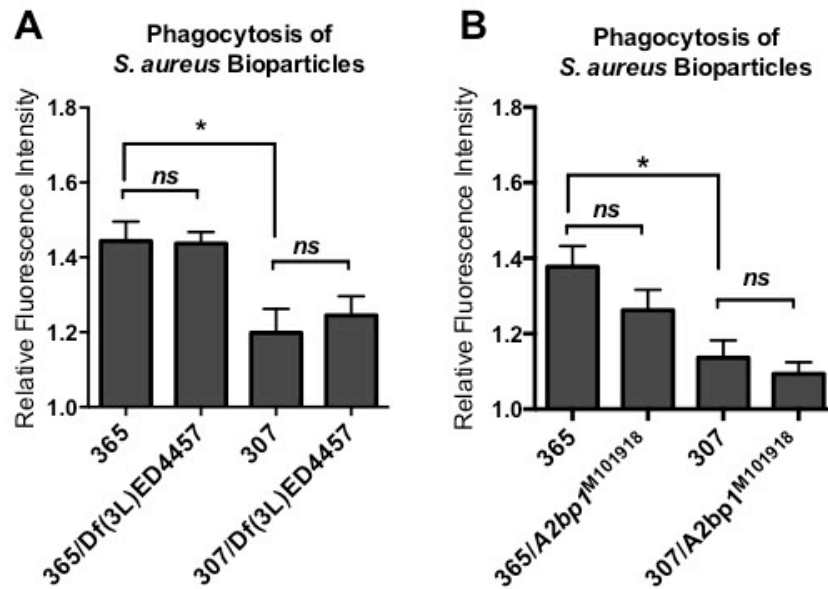 A
Phagocytosis of
S. aureus Bioparticles
Relative Fluorescence Intensity
1.8
1.6
1.4
1.2
1.0
*
ns
ns
365
365/Df(3L)ED4457
307
307/Df(3L)ED4457
B
Phagocytosis of
S. aureus Bioparticles
Relative Fluorescence Intensity
1.8
1.6
1.4
1.2
1.0
*
ns
ns
365
365/A2bp1M101918
307
307/A2bp1M101918